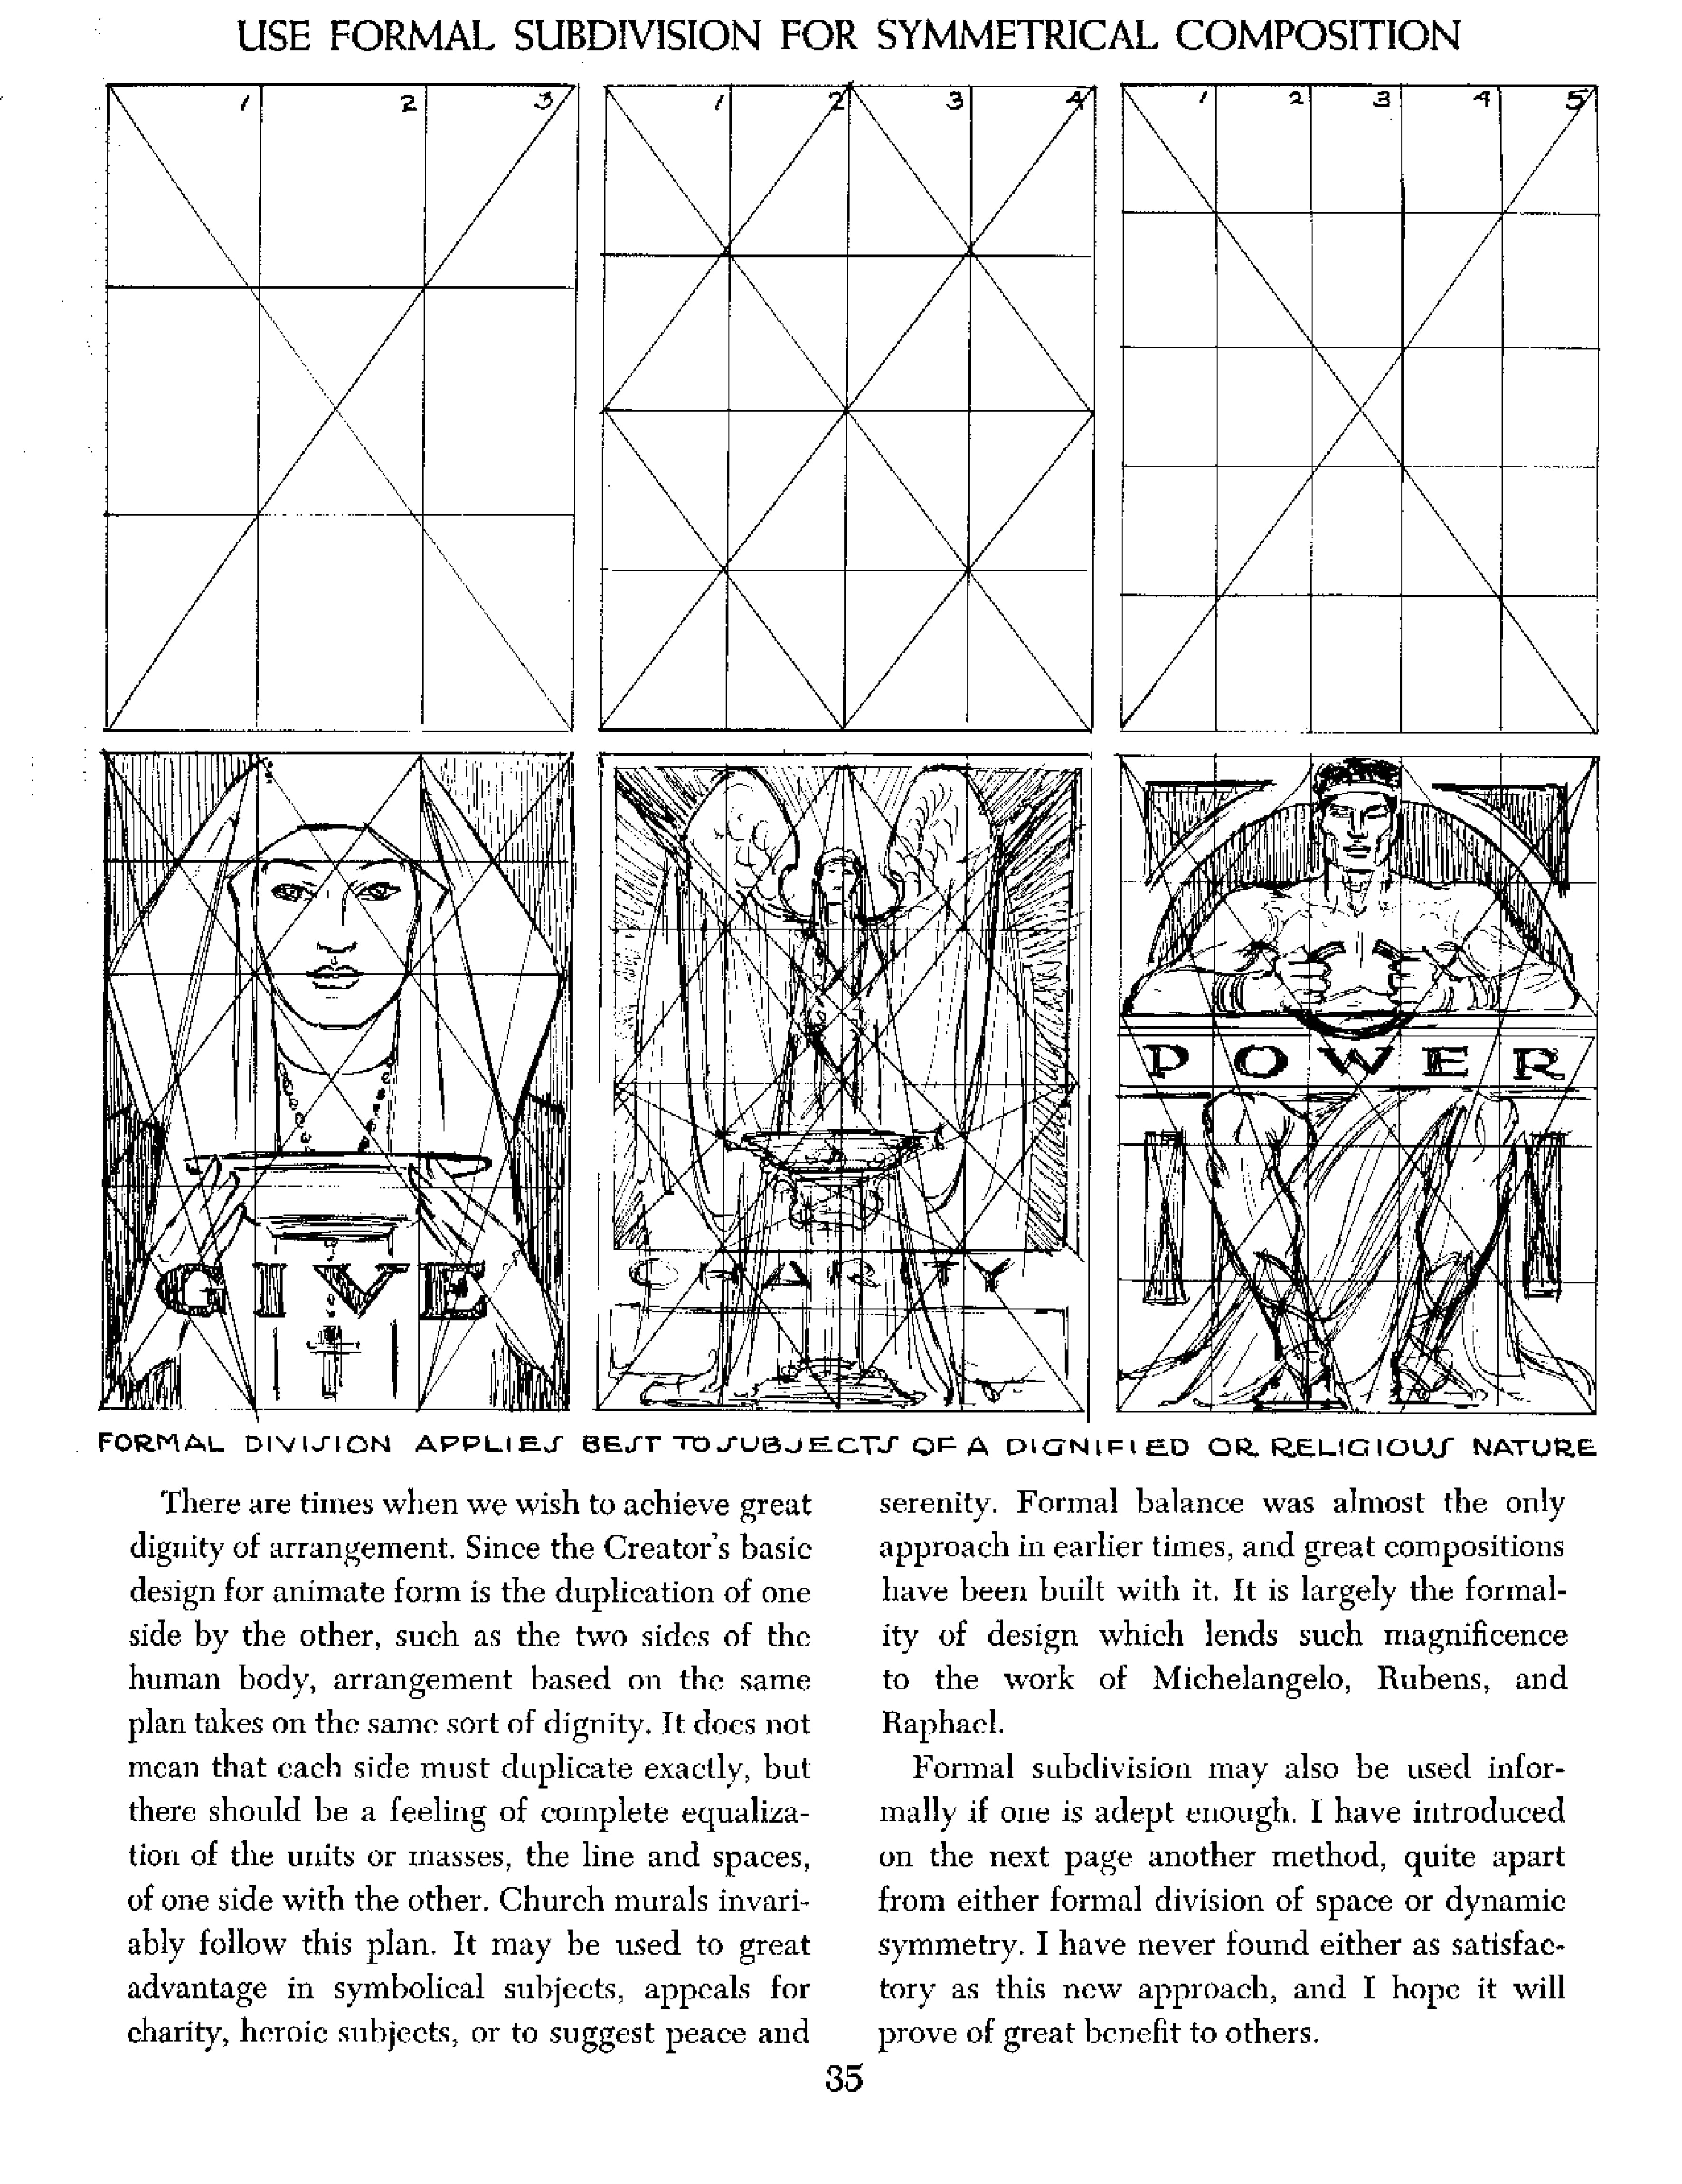 USE FORMAL SUBDIVISION FOR SYMMETRICAL COMPOSITION
1 2 3
1 2 3 4
1 2 3 4 5
GIVE
CHARITY
POWER
FORMAL DIVISION APPLIES BEST TO SUBJECTS OF A DIGNIFIED OR RELIGIOUS NATURE
There are times when we wish to achieve great
dignity of arrangement. Since the Creator's basic
design for animate form is the duplication of one
side by the other, such as the two sides of the
human body, arrangement based on the same
plan takes on the same sort of dignity. It does not
mean that each side must duplicate exactly, but
there should be a feeling of complete equaliza-
tion of the units or masses, the line and spaces,
of one side with the other. Church murals invari-
ably follow this plan. It may be used to great
advantage in symbolical subjects, appeals for
charity, heroic subjects, or to suggest peace and
serenity. Formal balance was almost the only
approach in earlier times, and great compositions
have been built with it. It is largely the formal-
ity of design which lends such magnificence
to the work of Michelangelo, Rubens, and
Raphael.
Formal subdivision may also be used infor-
mally if one is adept enough. I have introduced
on the next page another method, quite apart
from either formal division of space or dynamic
symmetry. I have never found either as satisfac-
tory as this new approach, and I hope it will
prove of great benefit to others.
35